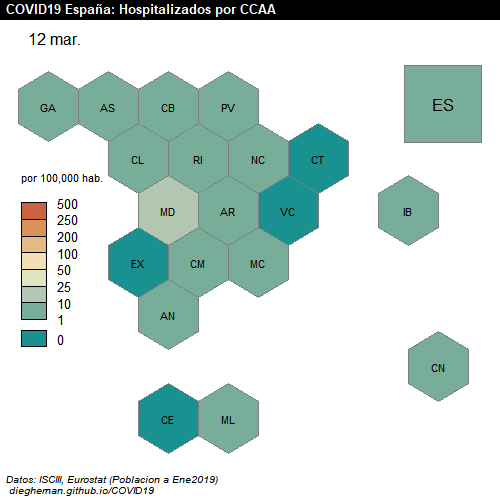 COVID19 España: Hospitalizados por CCAA
12 mar.
ES
GA AS CB PV
CL RI NC CT
por 100,000 hab.
MD AR VC IB
500
250
200
100
50
25
10
1
0
EX CM MC
AN
CN
CE ML
Datos: ISCIII, Eurostat (Poblacion a Ene2019)
diegheman.github.io/COVID19